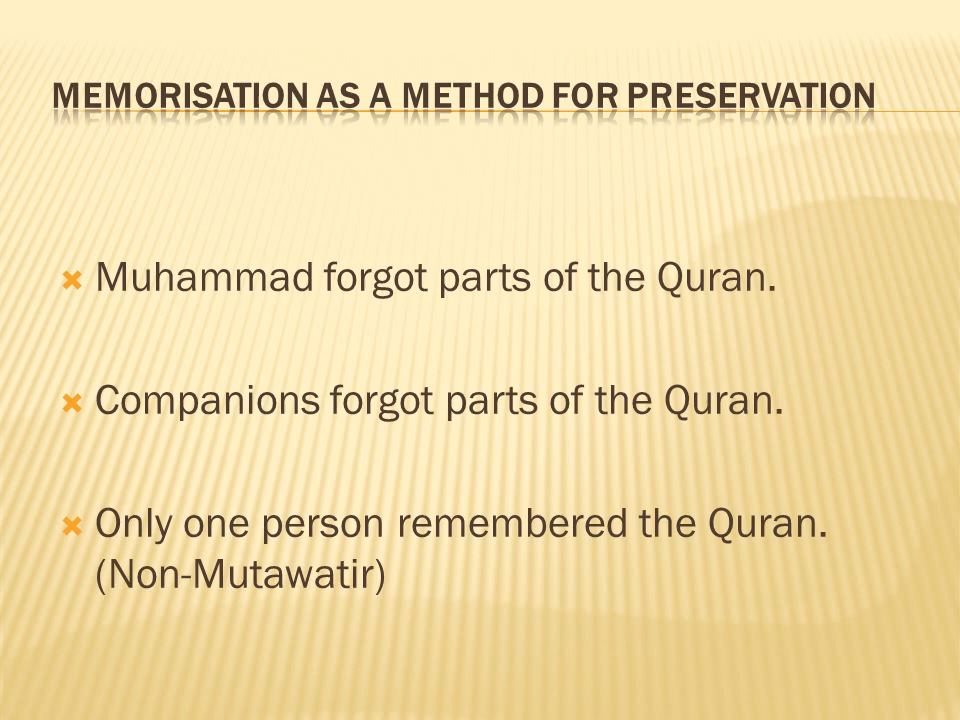 MEMORISATION AS A METHOD FOR PRESERVATION
Muhammad forgot parts of the Quran.
Companions forgot parts of the Quran.
Only one person remembered the Quran.
(Non-Mutawatir)